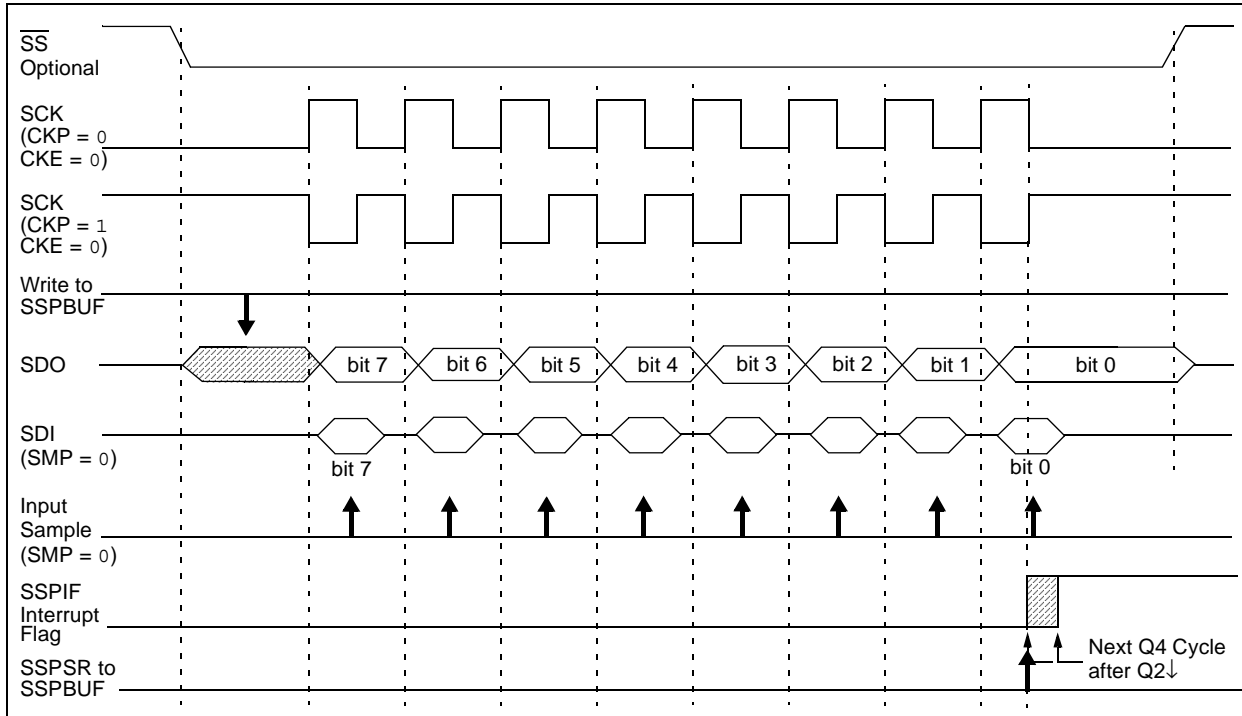 SS
Optional
SCK
(CKP = 0
CKE = 0)
SCK
(CKP = 1
CKE = 0)
Write to
SSPBUF
SDO
bit 7 bit 6 bit 5 bit 4 bit 3 bit 2 bit 1 bit 0
SDI
(SMP = 0)
bit 7 bit 0
Input
Sample
(SMP = 0)
SSPIF
Interrupt
Flag
Next Q4 Cycle
after Q2↓
SSPSR to
SSPBUF